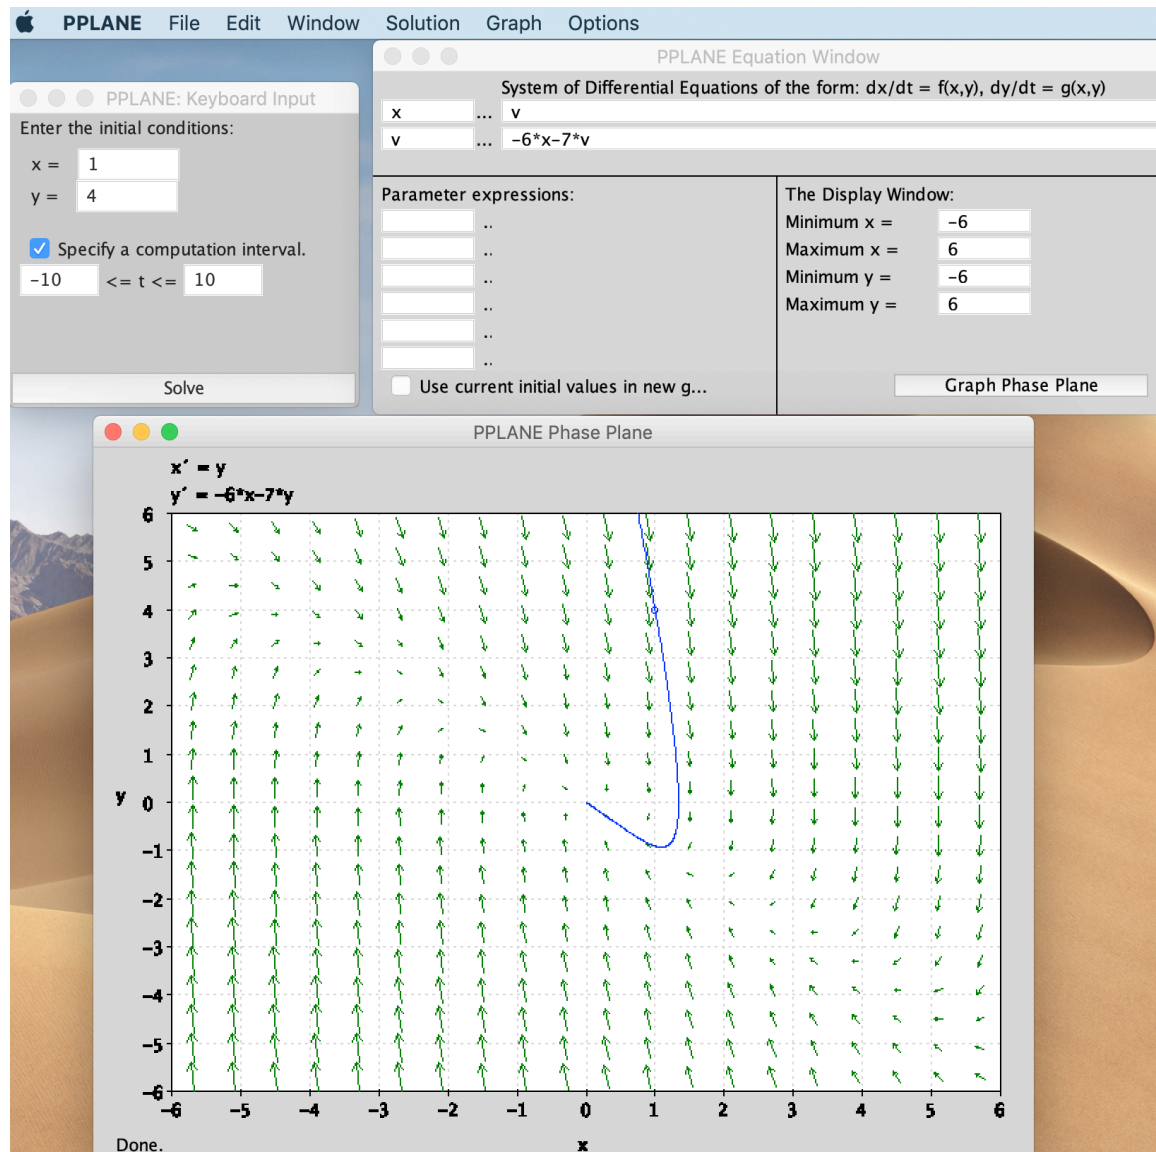 PPLANE File Edit Window Solution Graph Options
PPLANE Equation Window
System of Differential Equations of the form: dx/dt = f(x,y), dy/dt = g(x,y)
x ... v
v ... -6*x-7*v
PPLANE: Keyboard Input
Enter the initial conditions:
x = 1
y = 4
Specify a computation interval.
-10 <= t <= 10
Solve
Parameter expressions:
..
..
..
..
..
..
Use current initial values in new g...
The Display Window:
Minimum x = -6
Maximum x = 6
Minimum y = -6
Maximum y = 6
Graph Phase Plane
PPLANE Phase Plane
x´ = y
y´ = -6*x-7*y
6
5
4
3
2
1
y 0
-1
-2
-3
-4
-5
-6
-6 -5 -4 -3 -2 -1 0 1 2 3 4 5 6
Done. x